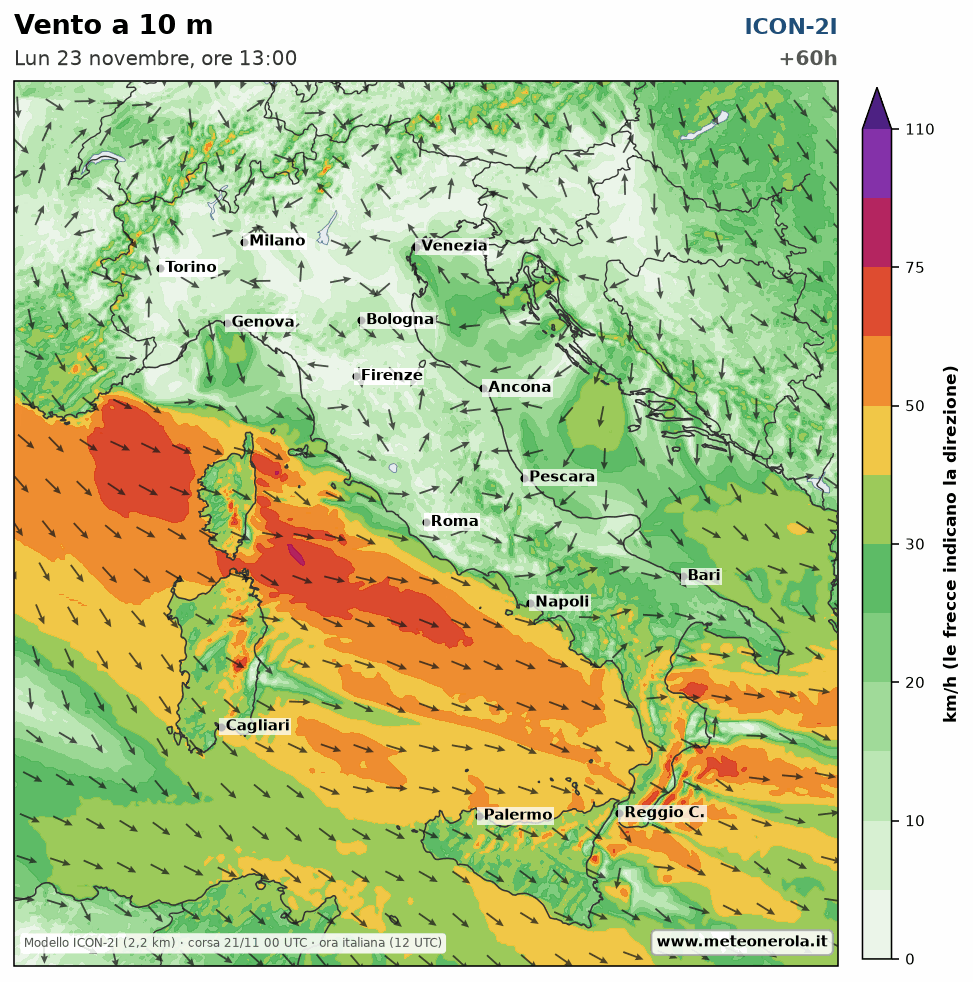 Vento a 10 m
ICON-2I
Lun 23 novembre, ore 13:00
+60h
110
Milano
Venezia
Torino
75
Genova
Bologna
Firenze
Ancona
50
Pescara
Roma
30
Bari
Napoli
20
Cagliari
Palermo
Reggio C.
10
0
km/h (le frecce indicano la direzione)
Modello ICON-2I (2,2 km) · corsa 21/11 00 UTC · ora italiana (12 UTC)
www.meteonerola.it